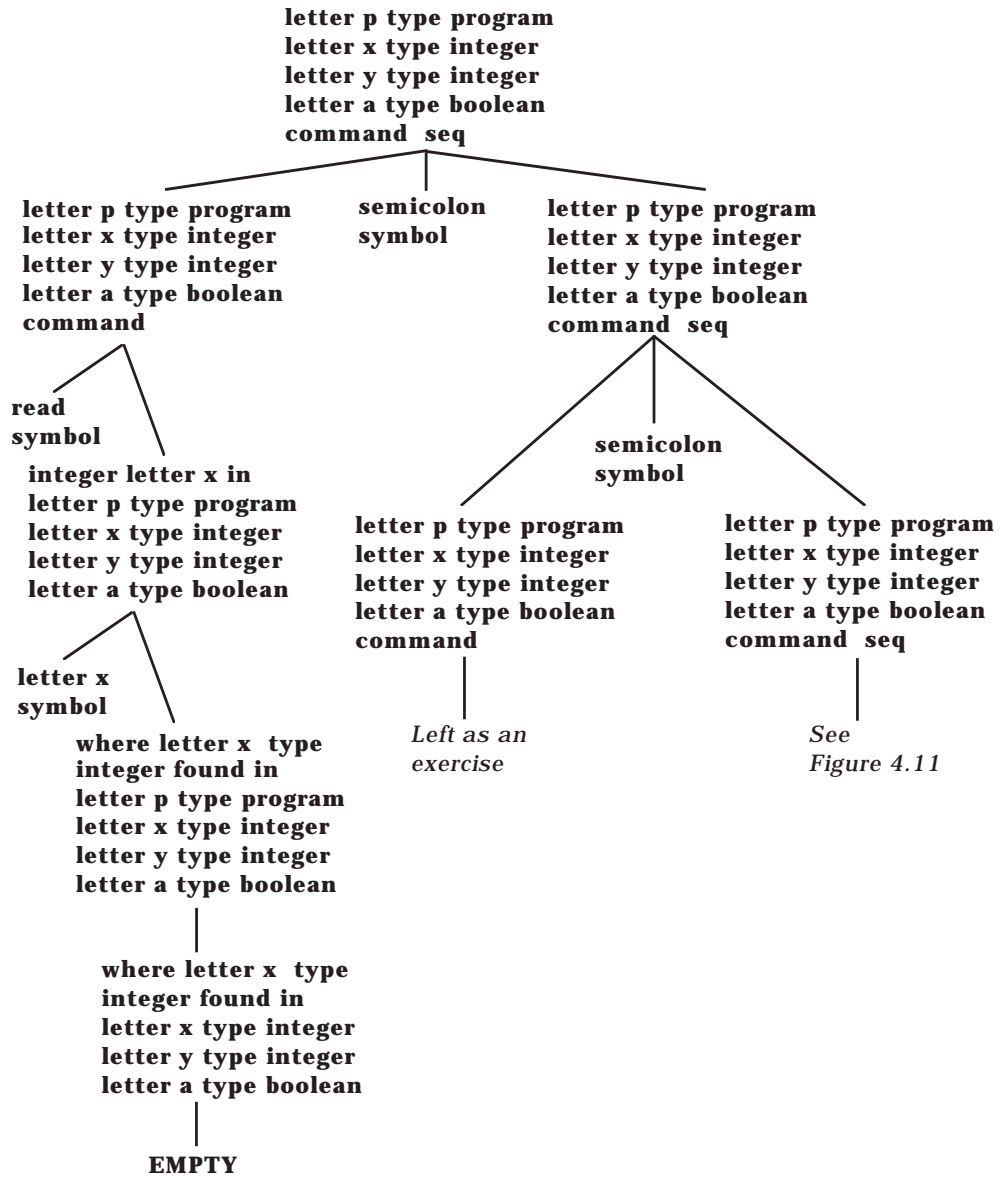 letter p type program
letter x type integer
letter y type integer
letter a type boolean
command seq
letter p type program
letter x type integer
letter y type integer
letter a type boolean
command
semicolon
symbol
letter p type program
letter x type integer
letter y type integer
letter a type boolean
command seq
read
symbol
integer letter x in
letter p type program
letter x type integer
letter y type integer
letter a type boolean
semicolon
symbol
letter p type program
letter x type integer
letter y type integer
letter a type boolean
command
letter p type program
letter x type integer
letter y type integer
letter a type boolean
command seq
letter x
symbol
where letter x type
integer found in
letter p type program
letter x type integer
letter y type integer
letter a type boolean
Left as an
exercise
See
Figure 4.11
where letter x type
integer found in
letter x type integer
letter y type integer
letter a type boolean
EMPTY